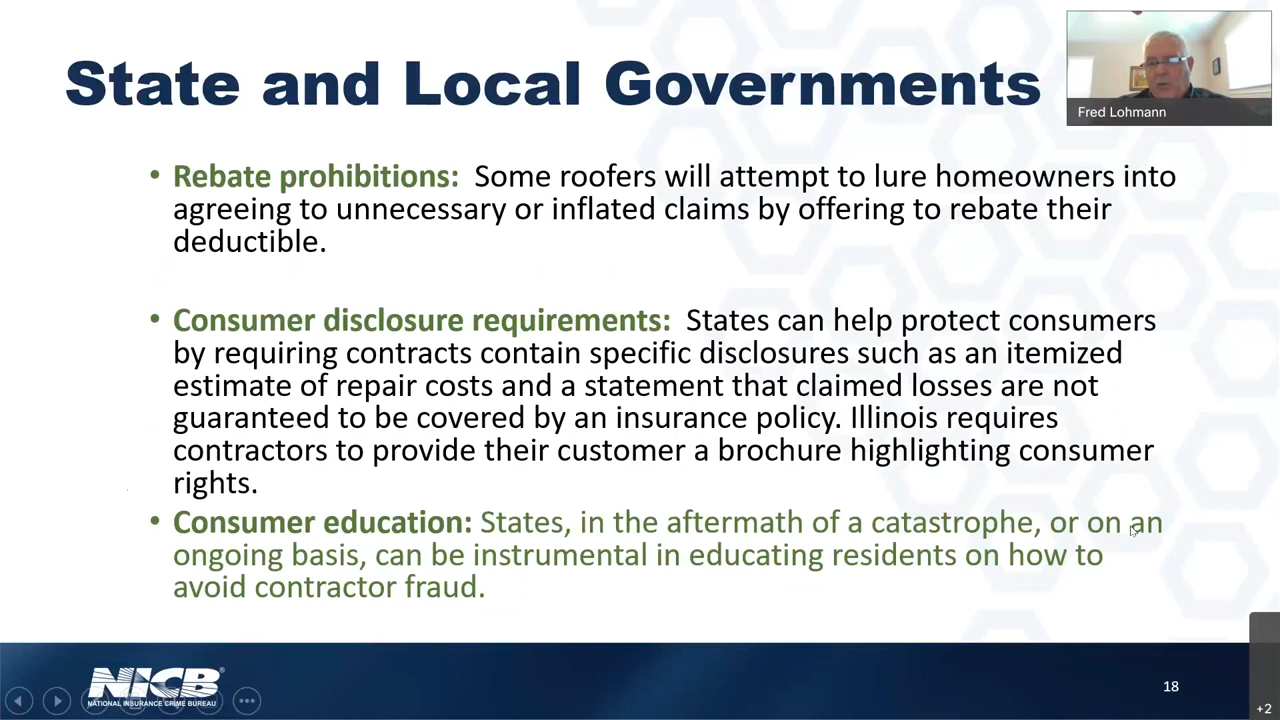 State and Local Governments
Fred Lohmann
• Rebate prohibitions: Some roofers will attempt to lure homeowners into
agreeing to unnecessary or inflated claims by offering to rebate their
deductible.
• Consumer disclosure requirements: States can help protect consumers
by requiring contracts contain specific disclosures such as an itemized
estimate of repair costs and a statement that claimed losses are not
guaranteed to be covered by an insurance policy. Illinois requires
contractors to provide their customer a brochure highlighting consumer
rights.
• Consumer education: States, in the aftermath of a catastrophe, or on an
ongoing basis, can be instrumental in educating residents on how to
avoid contractor fraud.
NICB®
NATIONAL INSURANCE CRIME BUREAU
18
+2